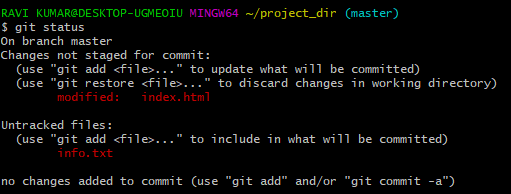 RAVI KUMAR@DESKTOP-UGMEOIU MINGW64 ~/project_dir (master)
$ git status
On branch master
Changes not staged for commit:
  (use "git add <file>..." to update what will be committed)
  (use "git restore <file>..." to discard changes in working directory)
        modified:   index.html

Untracked files:
  (use "git add <file>..." to include in what will be committed)
        info.txt

no changes added to commit (use "git add" and/or "git commit -a")